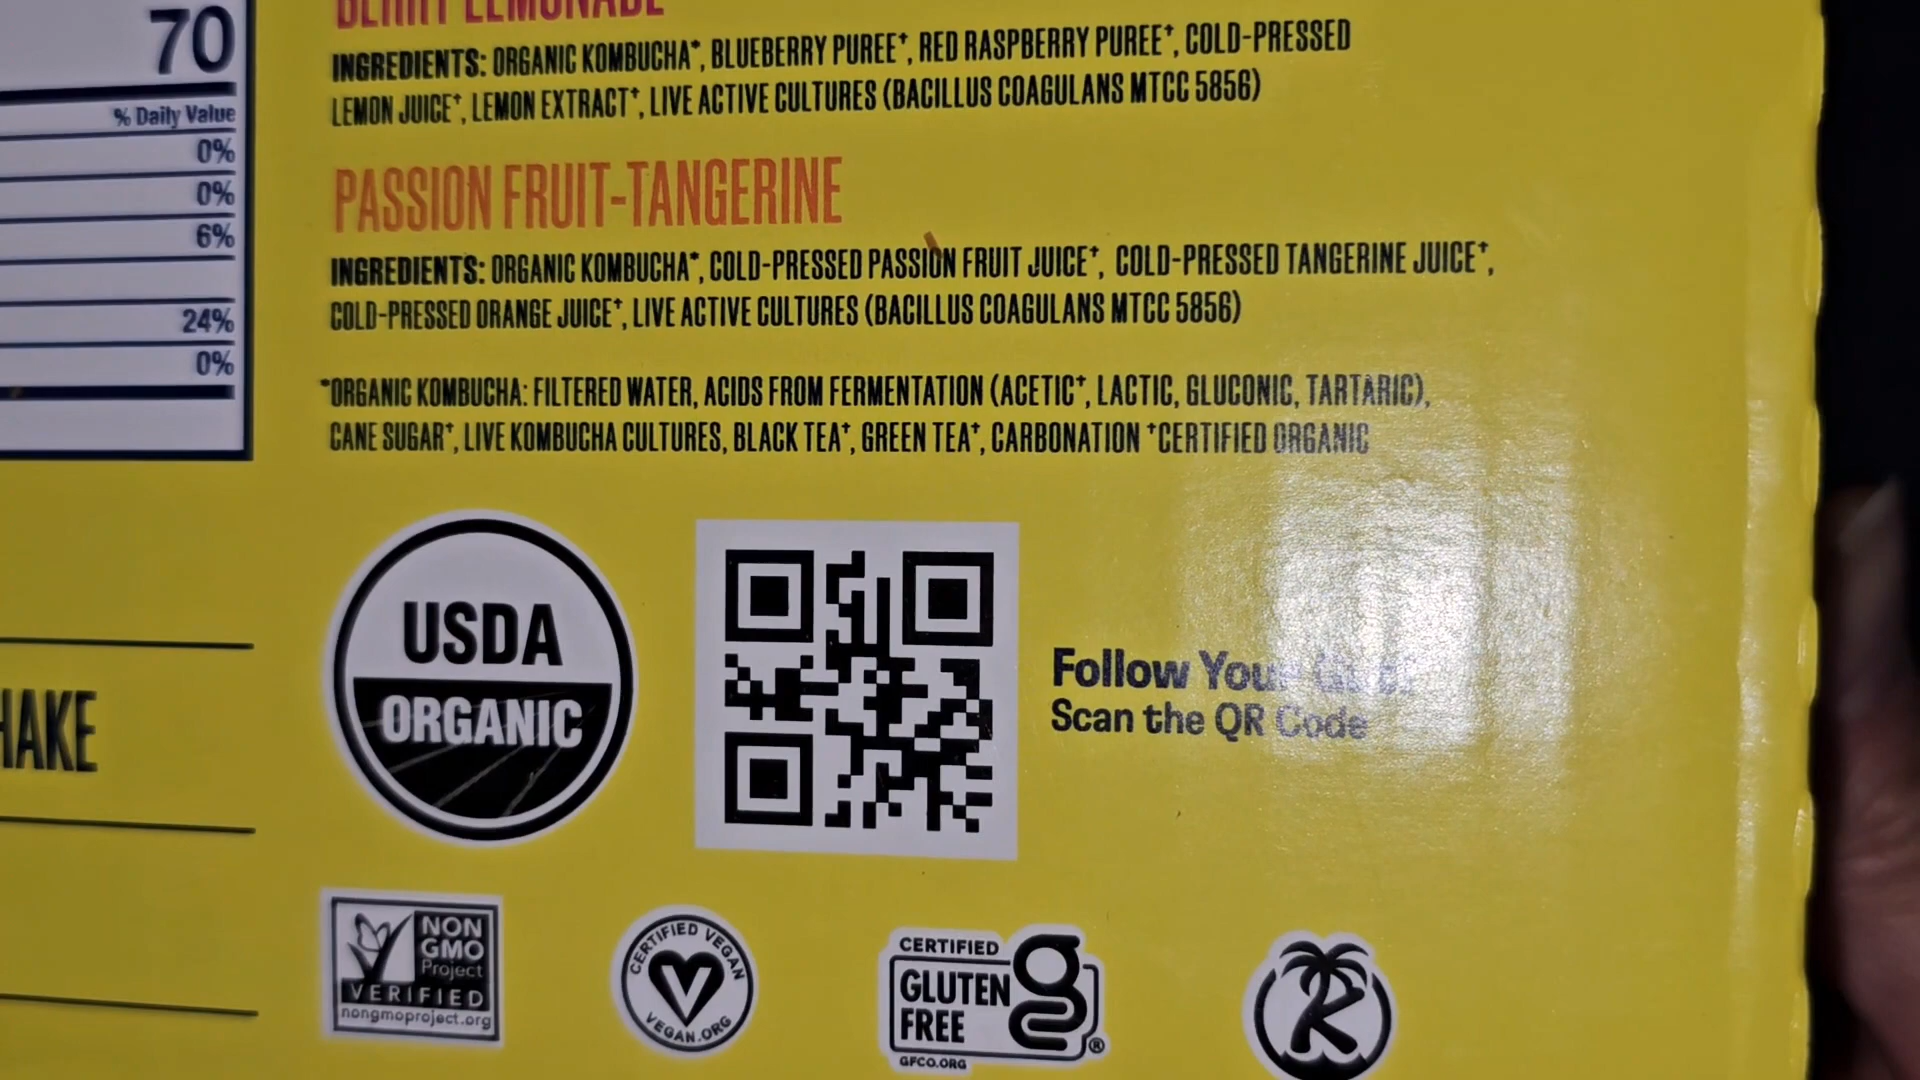 70
% Daily Value
0%
0%
6%
24%
0%
HAKE
BERRY LEMONADE
INGREDIENTS: ORGANIC KOMBUCHA*, BLUEBERRY PUREE⁺, RED RASPBERRY PUREE⁺, COLD-PRESSED
LEMON JUICE⁺, LEMON EXTRACT⁺, LIVE ACTIVE CULTURES (BACILLUS COAGULANS MTCC 5856)
PASSION FRUIT-TANGERINE
INGREDIENTS: ORGANIC KOMBUCHA*, COLD-PRESSED PASSION FRUIT JUICE⁺, COLD-PRESSED TANGERINE JUICE⁺,
COLD-PRESSED ORANGE JUICE⁺, LIVE ACTIVE CULTURES (BACILLUS COAGULANS MTCC 5856)
*ORGANIC KOMBUCHA: FILTERED WATER, ACIDS FROM FERMENTATION (ACETIC⁺, LACTIC, GLUCONIC, TARTARIC),
CANE SUGAR⁺, LIVE KOMBUCHA CULTURES, BLACK TEA⁺, GREEN TEA⁺, CARBONATION ⁺CERTIFIED ORGANIC
USDA
ORGANIC
Follow Your
Scan the QR Code
NON
GMO
Project
VERIFIED
nongmoproject.org
CERTIFIED VEGAN
V
VEGAN.ORG
CERTIFIED
GLUTEN
FREE
g
®
GFCO.ORG
K